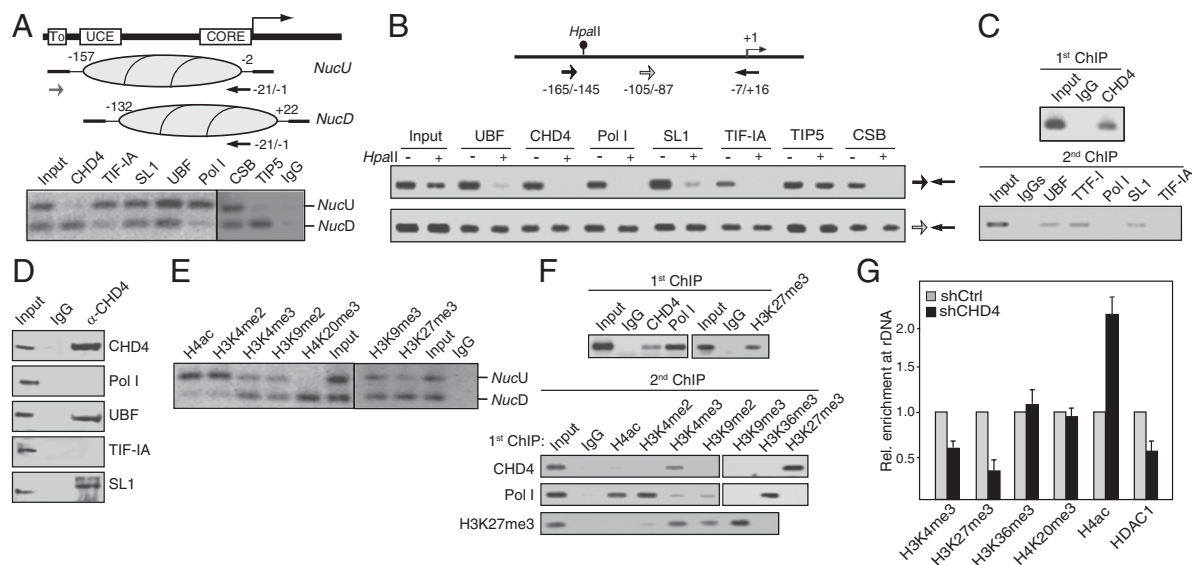 A
To UCE CORE
-157 -2 NucU
-21/-1
-132 +22 NucD
-21/-1
Input CHD4 TIF-IA SL1 UBF Pol I CSB TIP5 IgG
NucU
NucD
B
HpaII
+1
-165/-145 -105/-87 -7/+16
Input UBF CHD4 Pol I SL1 TIF-IA TIP5 CSB
HpaII - + - + - + - + - + - + - + - +
C
1st ChIP
Input IgG CHD4
2nd ChIP
Input IgGs UBF TTF-I Pol I SL1 TIF-IA
D
Input IgG α-CHD4
CHD4
Pol I
UBF
TIF-IA
SL1
E
H4ac H3K4me2 H3K4me3 H3K9me2 H4K20me3 Input H3K9me3 H3K27me3 Input IgG
NucU
NucD
F
1st ChIP
Input IgG CHD4 Pol I Input IgG H3K27me3
2nd ChIP
1st ChIP: Input IgG H4ac H3K4me2 H3K4me3 H3K9me2 H3K9me3 H3K36me3 H3K27me3
CHD4
Pol I
H3K27me3
G
shCtrl
shCHD4
Rel. enrichment at rDNA
2.0
1.0
0.5
H3K4me3 H3K27me3 H3K36me3 H4K20me3 H4ac HDAC1